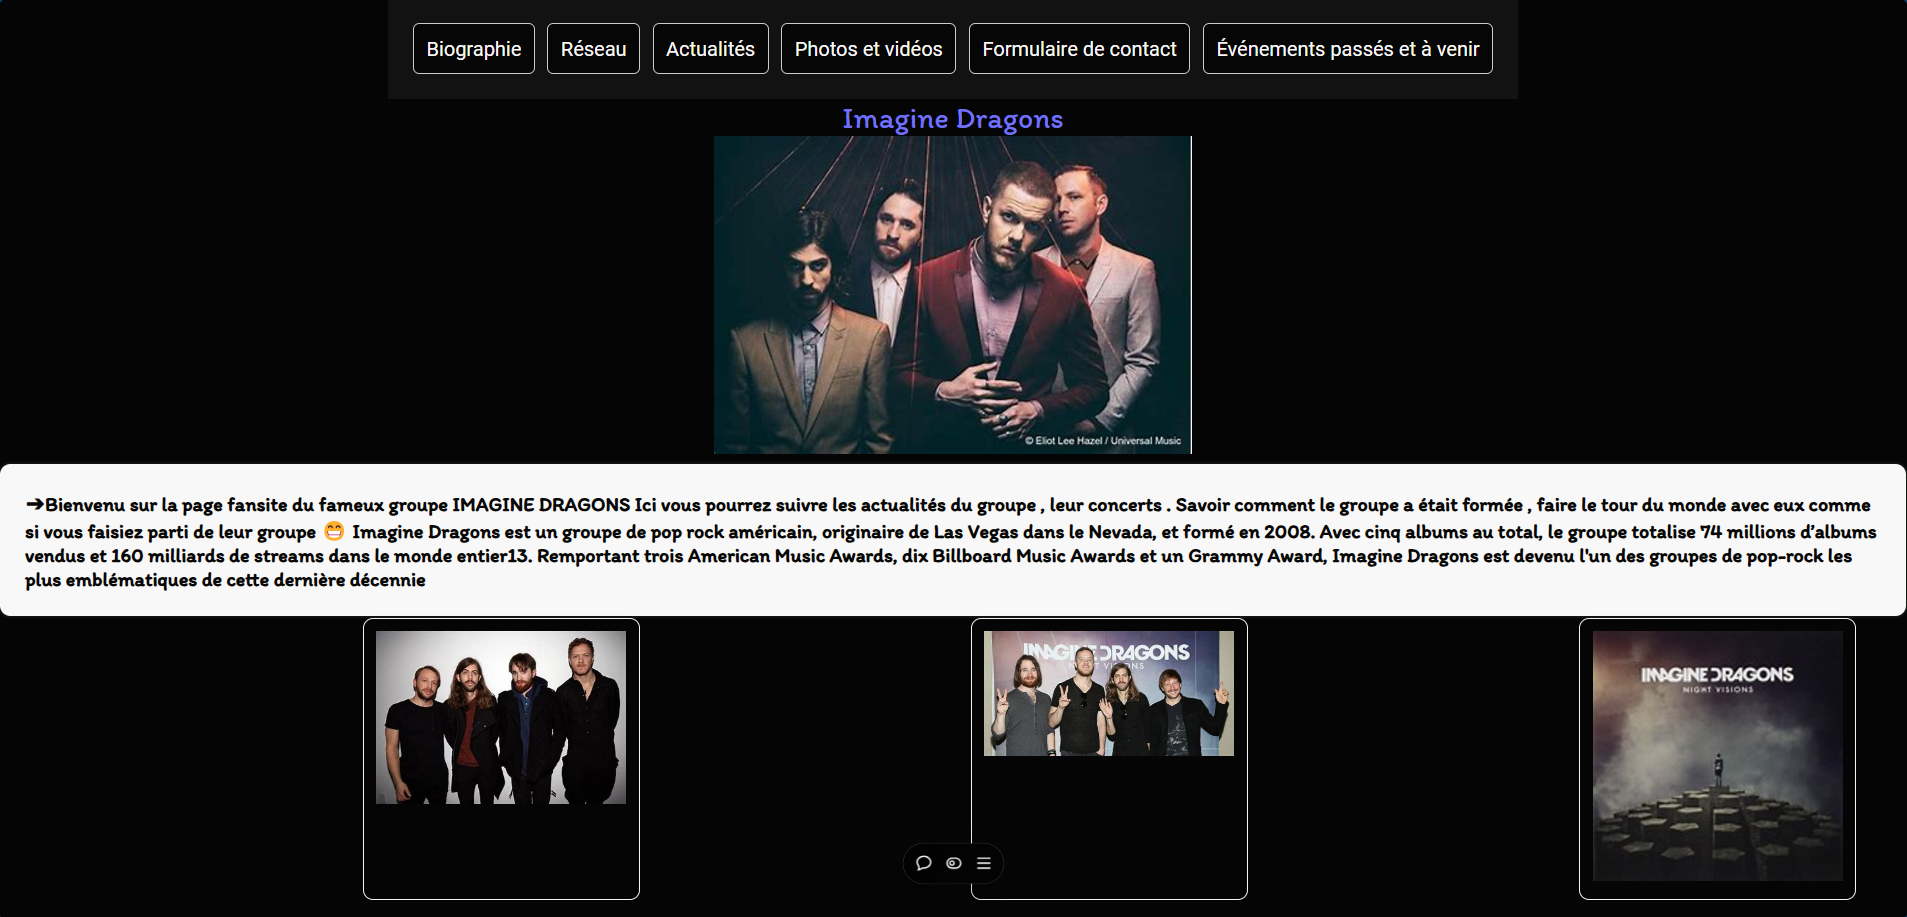 Biographie Réseau Actualités Photos et vidéos Formulaire de contact Événements passés et à venir
Imagine Dragons
© Eliot Lee Hazel / Universal Music
➔Bienvenu sur la page fansite du fameux groupe IMAGINE DRAGONS Ici vous pourrez suivre les actualités du groupe , leur concerts . Savoir comment le groupe a était formée , faire le tour du monde avec eux comme
si vous faisiez parti de leur groupe 😁 Imagine Dragons est un groupe de pop rock américain, originaire de Las Vegas dans le Nevada, et formé en 2008. Avec cinq albums au total, le groupe totalise 74 millions d’albums
vendus et 160 milliards de streams dans le monde entier13. Remportant trois American Music Awards, dix Billboard Music Awards et un Grammy Award, Imagine Dragons est devenu l'un des groupes de pop-rock les
plus emblématiques de cette dernière décennie
IMAGINE DRAGONS
NIGHT VISIONS
IMAGINE DRAGONS
NIGHT VISIONS